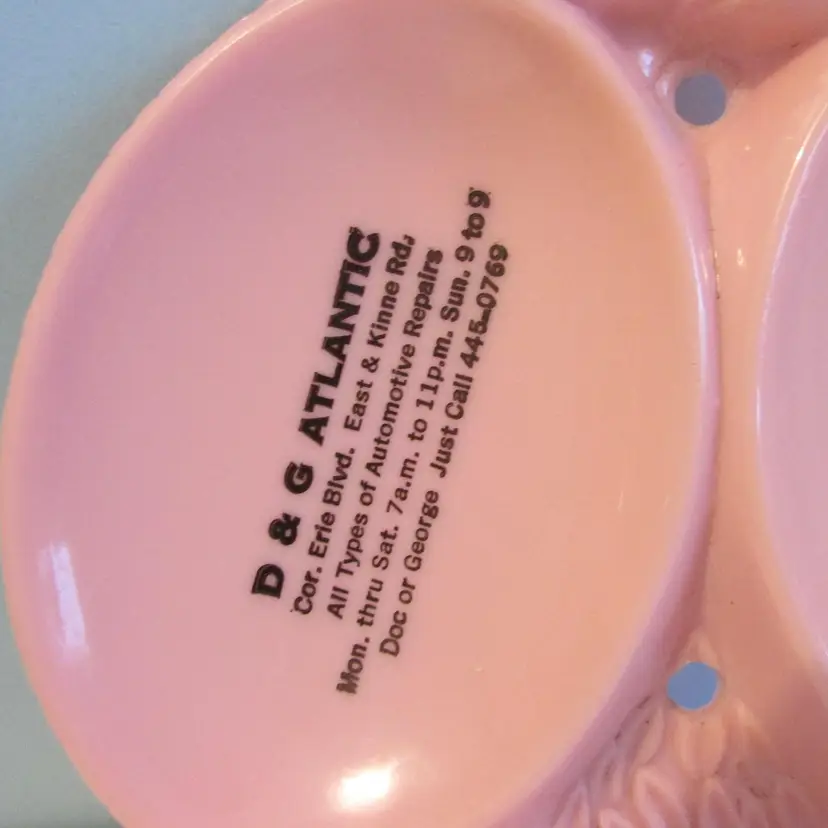 D & G ATLANTIC
Cor. Erie Blvd. East & Kinne Rd.
All Types of Automotive Repairs
Mon. thru Sat. 7a.m. to 11p.m. Sun. 9 to 9
Doc or George Just Call 445-0769